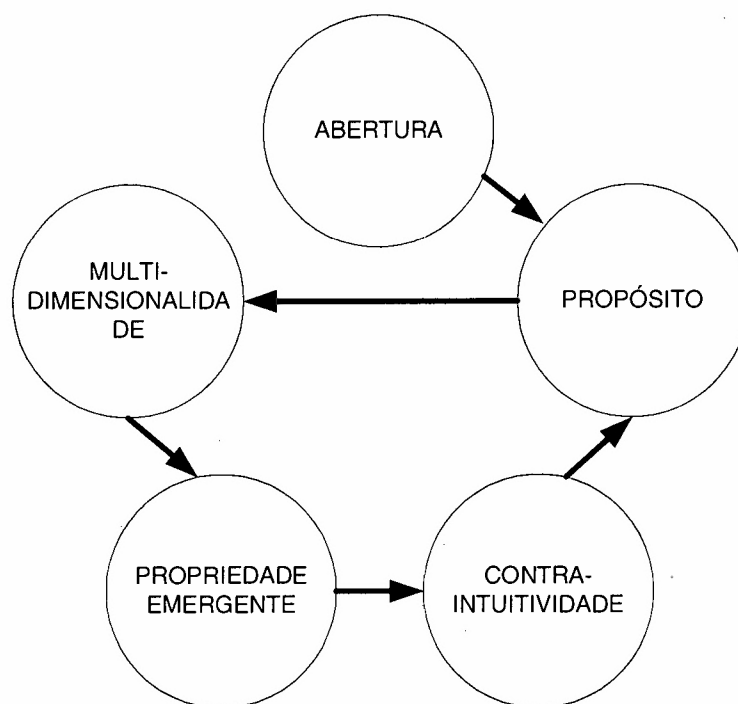 ABERTURA
PROPÓSITO
MULTI-
DIMENSIONALIDA
DE
PROPRIEDADE
EMERGENTE
CONTRA-
INTUITIVIDADE